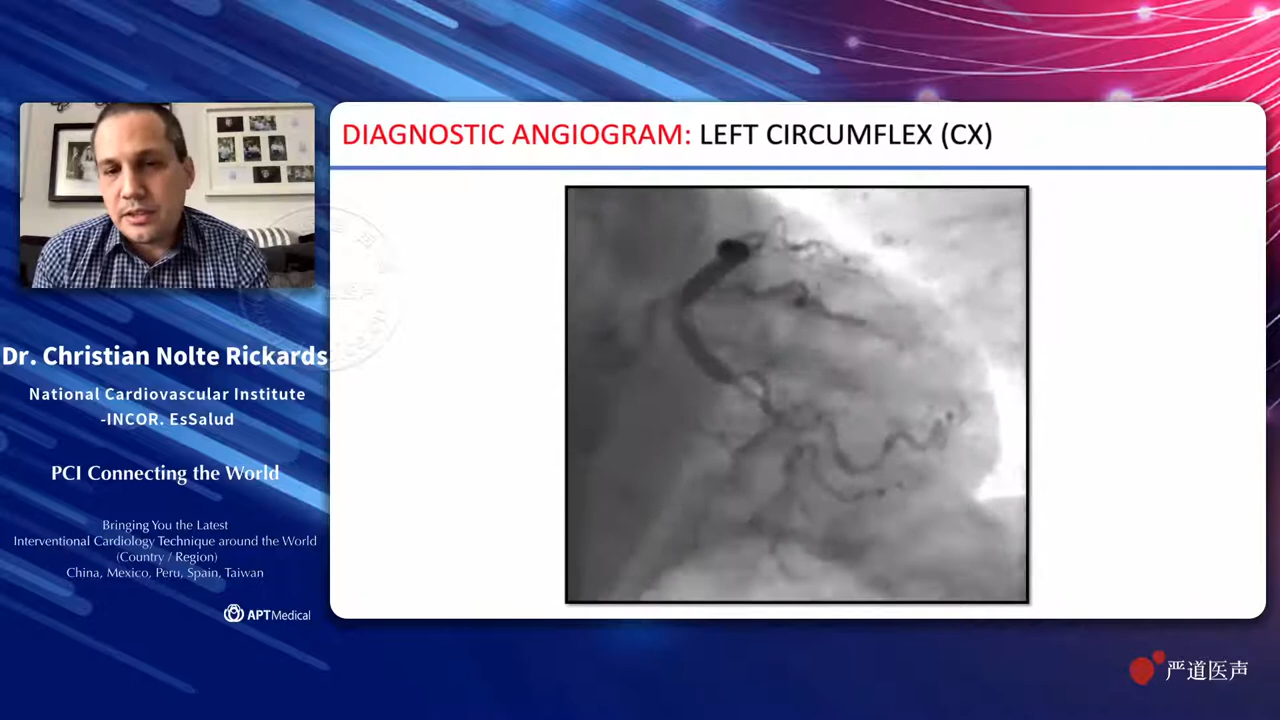 DIAGNOSTIC ANGIOGRAM: LEFT CIRCUMFLEX (CX)
Dr. Christian Nolte Rickards
National Cardiovascular Institute
-INCOR. EsSalud
PCI Connecting the World
Bringing You the Latest
Interventional Cardiology Technique around the World
(Country / Region)
China, Mexico, Peru, Spain, Taiwan
APTMedical
严道医声